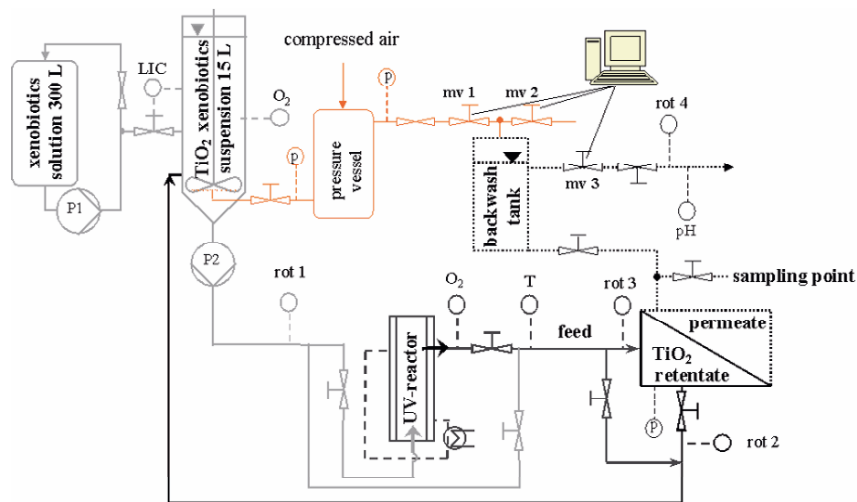 compressed air
xenobiotics
solution 300 L
LIC
TiO2 xenobiotics
suspension 15 L
O2
p
p
pressure
vessel
mv 1
mv 2
rot 4
mv 3
backwash
tank
pH
P1
P2
rot 1
sampling point
O2
T
rot 3
feed
UV-reactor
permeate
TiO2
retentate
P
rot 2